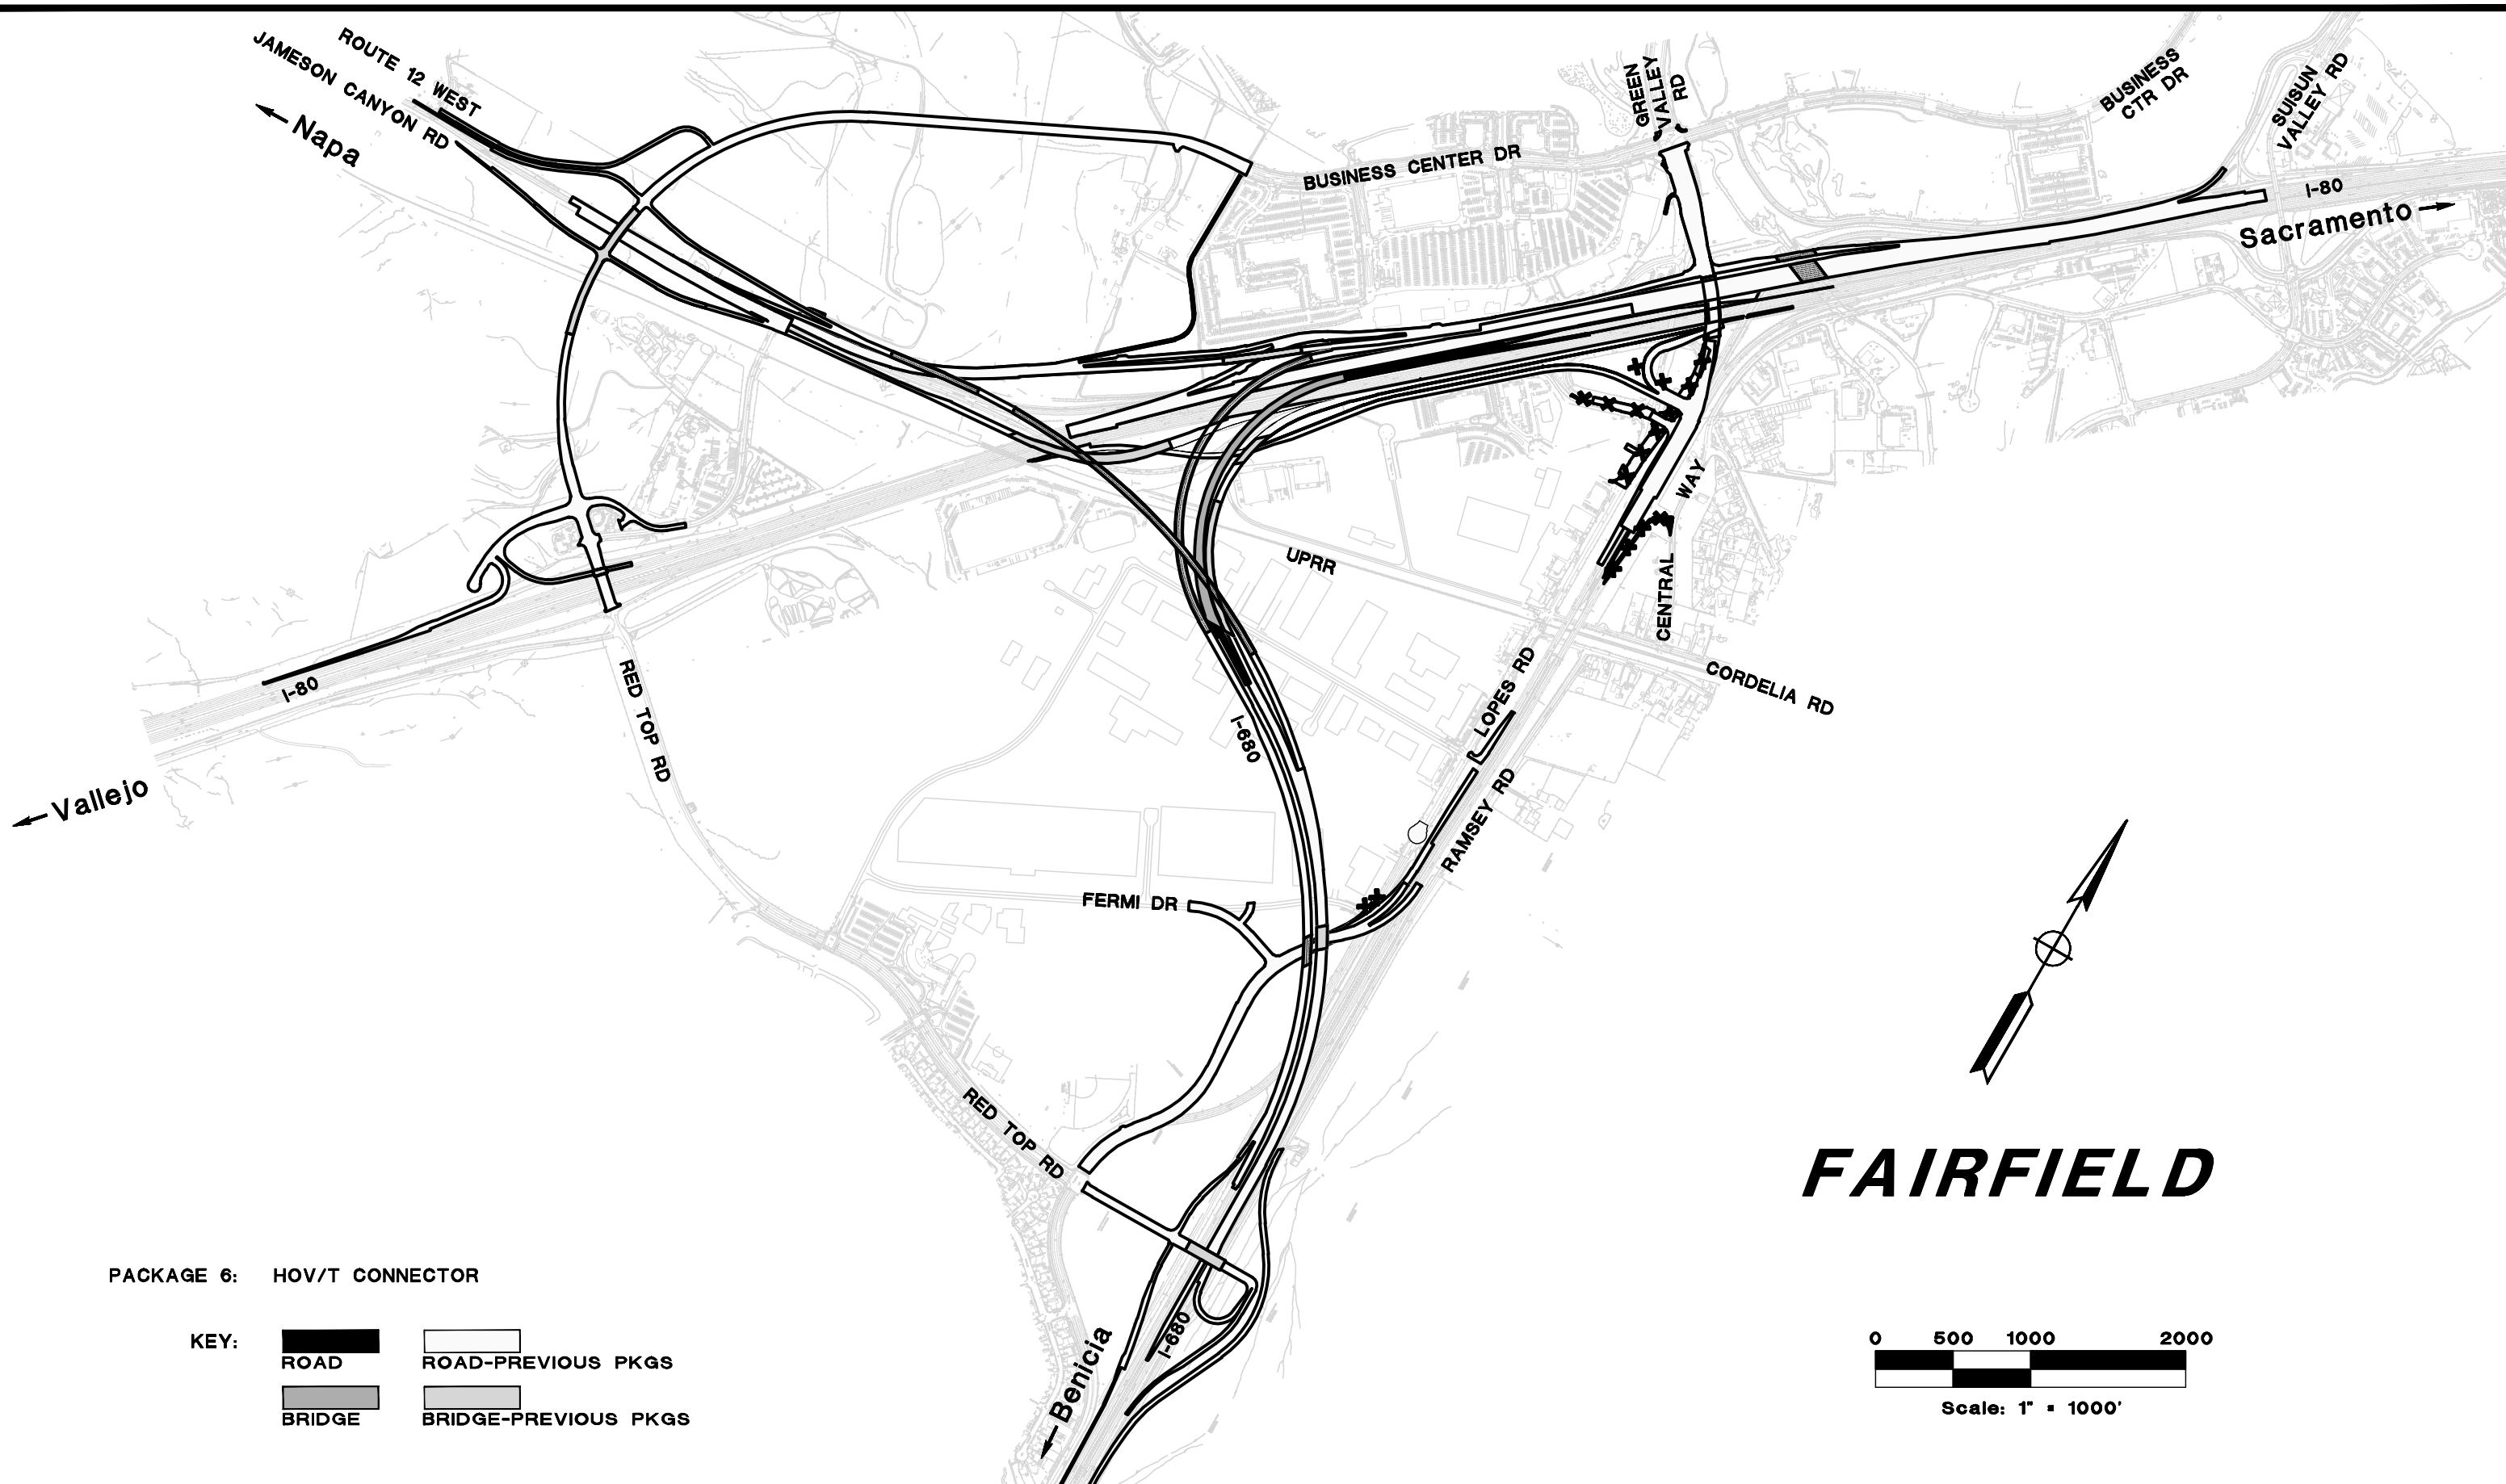 ROUTE 12 WEST
JAMESON CANYON RD
Napa
GREEN
VALLEY
RD
BUSINESS
CTR DR
SUISUN
VALLEY RD
BUSINESS CENTER DR
I-80
Sacramento
WAY
CENTRAL
UPRR
I-80
Vallejo
RED TOP RD
I-680
LOPES RD
CORDELIA RD
RAMSEY RD
FERMI DR
RED TOP RD
FAIRFIELD
I-680
Benicia
PACKAGE 6: HOV/T CONNECTOR
KEY:
ROAD
ROAD-PREVIOUS PKGS
BRIDGE
BRIDGE-PREVIOUS PKGS
0 500 1000 2000
Scale: 1" = 1000'